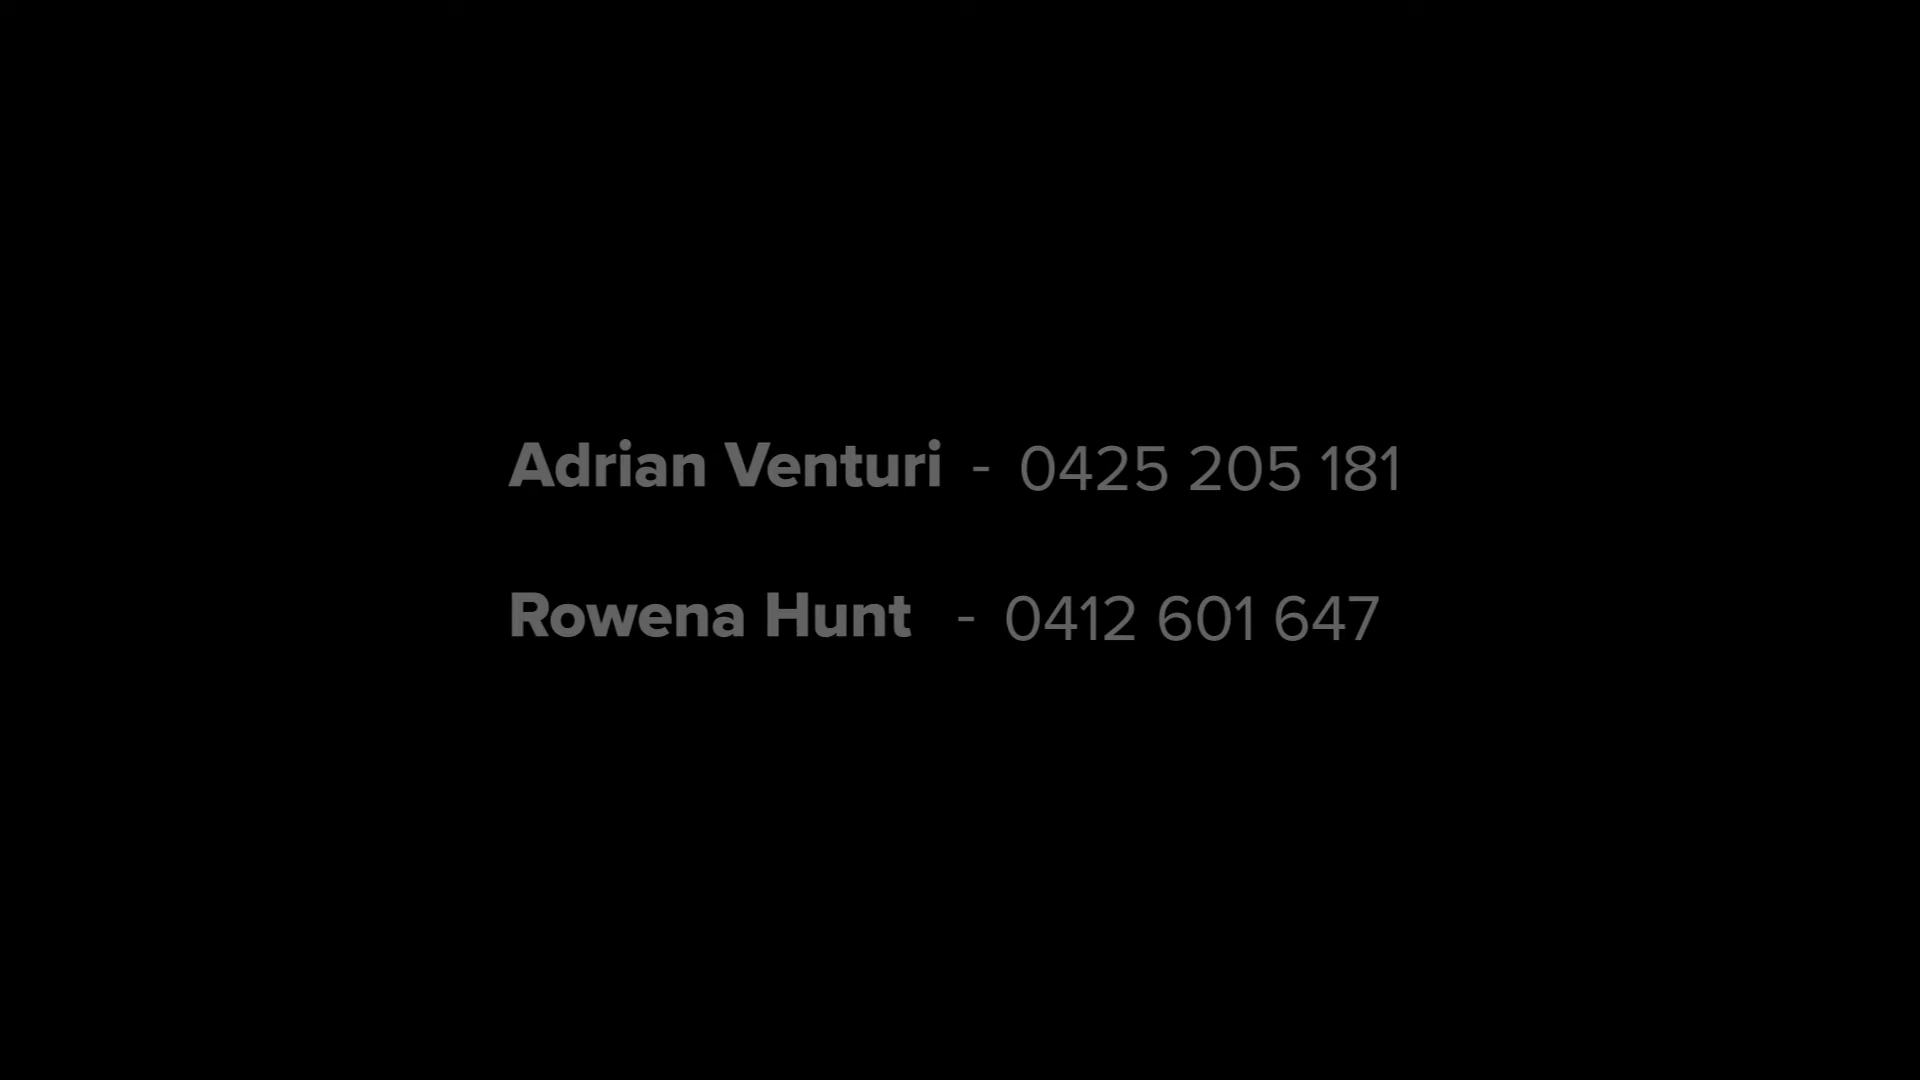 Adrian Venturi - 0425 205 181
Rowena Hunt - 0412 601 647